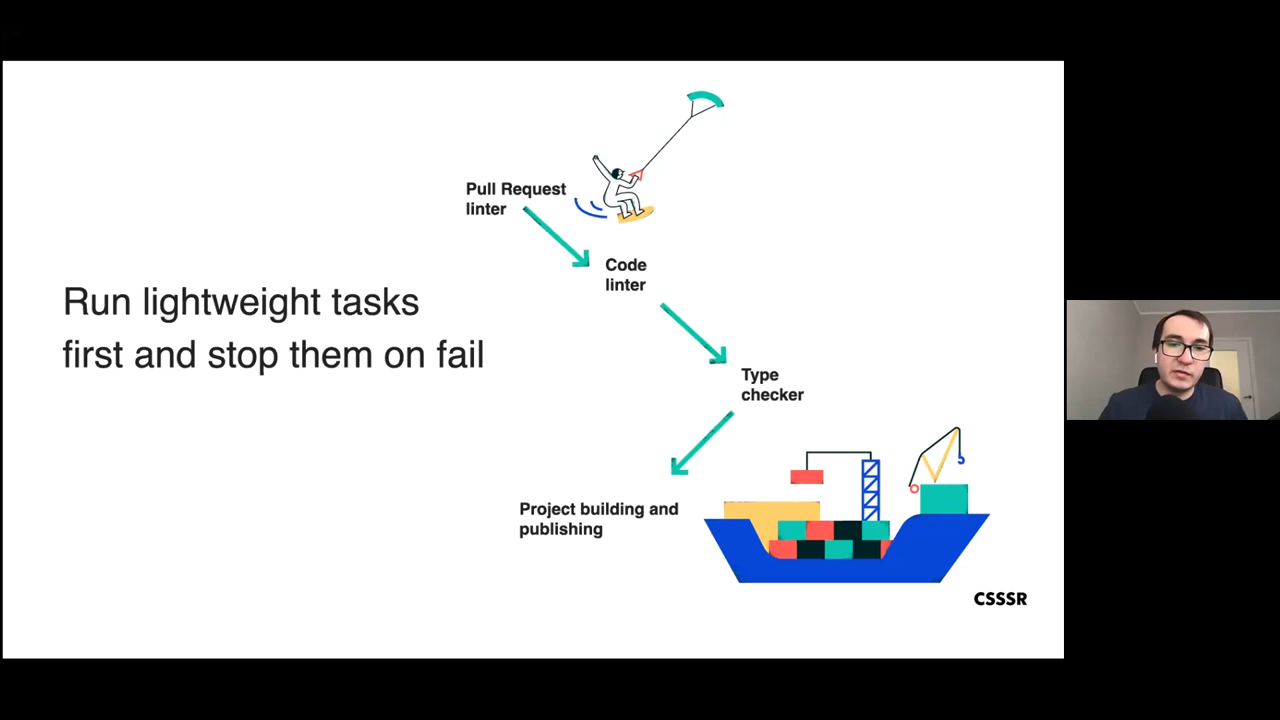 Run lightweight tasks
first and stop them on fail
Pull Request
linter
Code
linter
Type
checker
Project building and
publishing
CSSSR